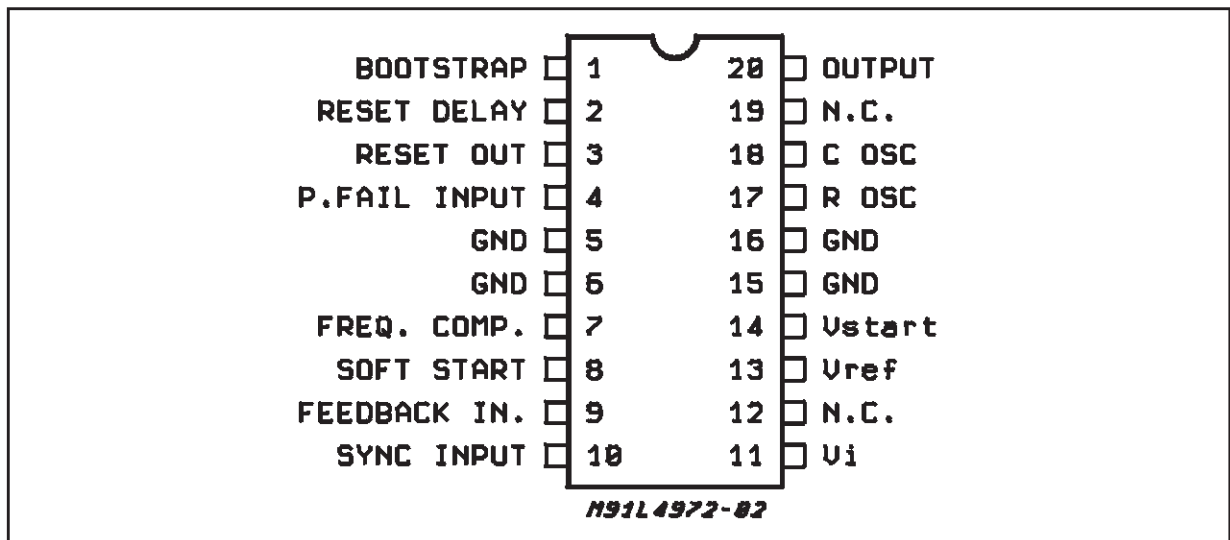 BOOTSTRAP 1 20 OUTPUT
RESET DELAY 2 19 N.C.
RESET OUT 3 18 C OSC
P.FAIL INPUT 4 17 R OSC
GND 5 16 GND
GND 6 15 GND
FREQ. COMP. 7 14 Vstart
SOFT START 8 13 Vref
FEEDBACK IN. 9 12 N.C.
SYNC INPUT 10 11 Vi
M91L4972-02